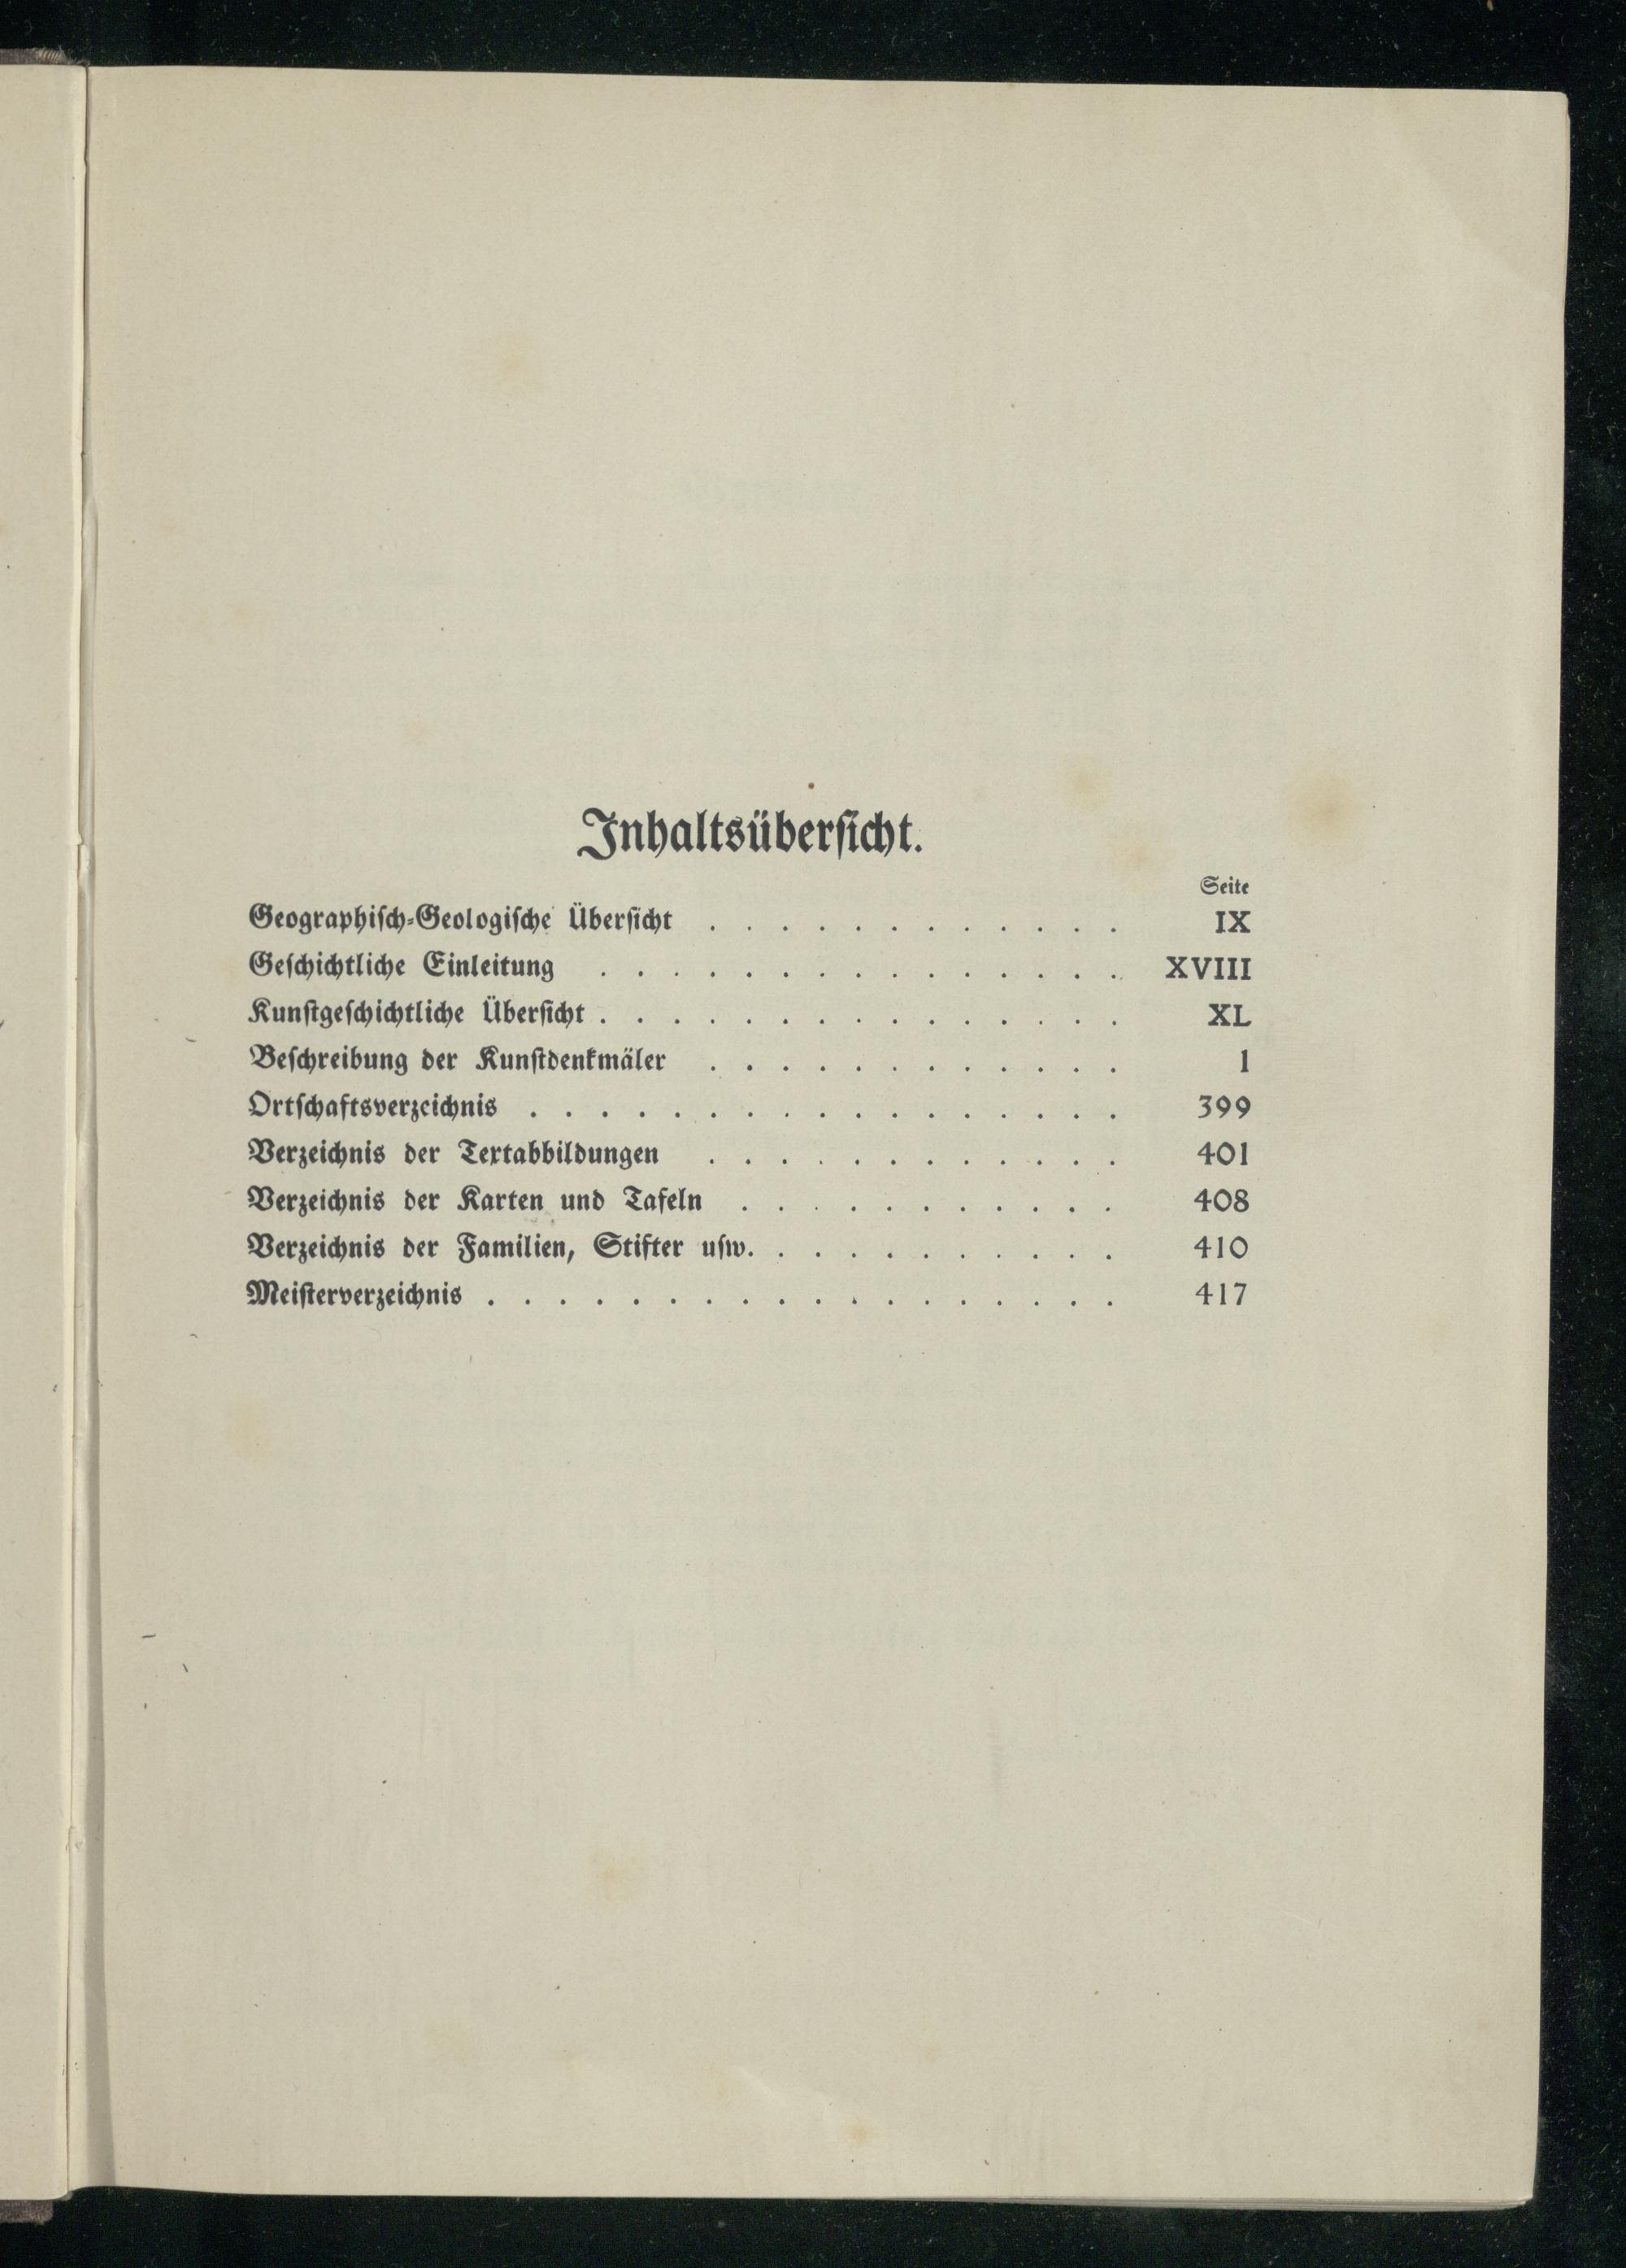 Inhaltsübersicht.
Seite
Geographisch-Geologische Übersicht . . . . . . . . . . . . IX
Geschichtliche Einleitung . . . . . . . . . . . . . . . XVIII
Kunstgeschichtliche Übersicht . . . . . . . . . . . . . . . XL
Beschreibung der Kunstdenkmäler . . . . . . . . . . . . 1
Ortschaftsverzeichnis . . . . . . . . . . . . . . . . . 399
Verzeichnis der Textabbildungen . . . . . . . . . . . . 401
Verzeichnis der Karten und Tafeln . . . . . . . . . . . 408
Verzeichnis der Familien, Stifter usw. . . . . . . . . . . 410
Meisterverzeichnis . . . . . . . . . . . . . . . . . . 417